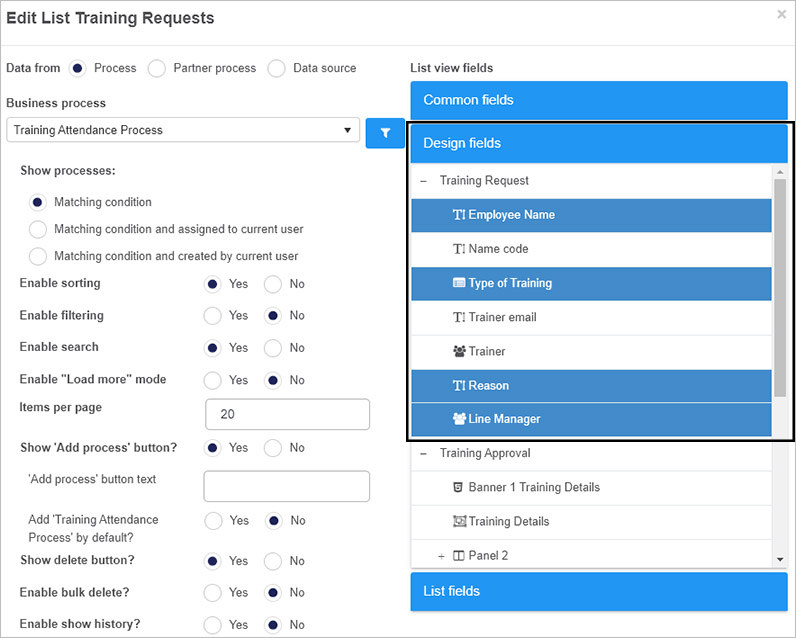 Edit List Training Requests
×
Data from Process Partner process Data source
Business process
Training Attendance Process
Show processes:
Matching condition
Matching condition and assigned to current user
Matching condition and created by current user
Enable sorting Yes No
Enable filtering Yes No
Enable search Yes No
Enable "Load more" mode Yes No
Items per page 20
Show 'Add process' button? Yes No
'Add process' button text
Add 'Training Attendance
Process' by default? Yes No
Show delete button? Yes No
Enable bulk delete? Yes No
Enable show history? Yes No
List view fields
Common fields
Design fields
− Training Request
Employee Name
Name code
Type of Training
Trainer email
Trainer
Reason
Line Manager
− Training Approval
Banner 1 Training Details
Training Details
+ Panel 2
List fields